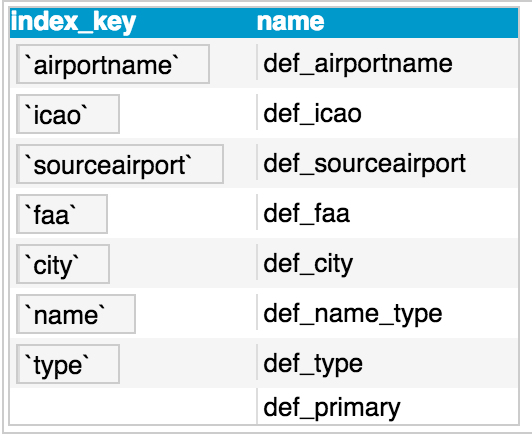 index_key name
`airportname` def_airportname
`icao` def_icao
`sourceairport` def_sourceairport
`faa` def_faa
`city` def_city
`name` def_name_type
`type` def_type
def_primary